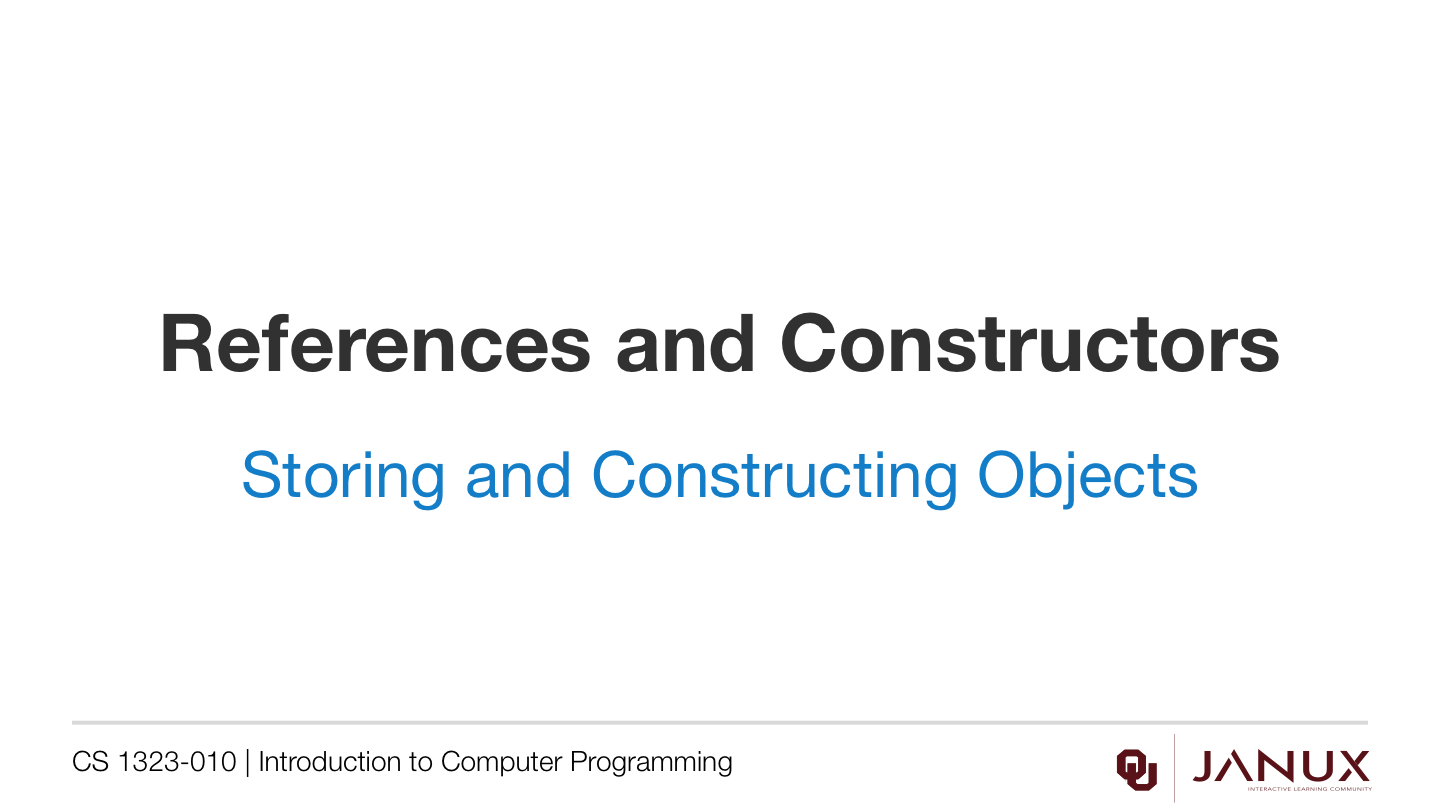 References and Constructors
Storing and Constructing Objects
CS 1323-010 | Introduction to Computer Programming
OU
JANUX
INTERACTIVE LEARNING COMMUNITY